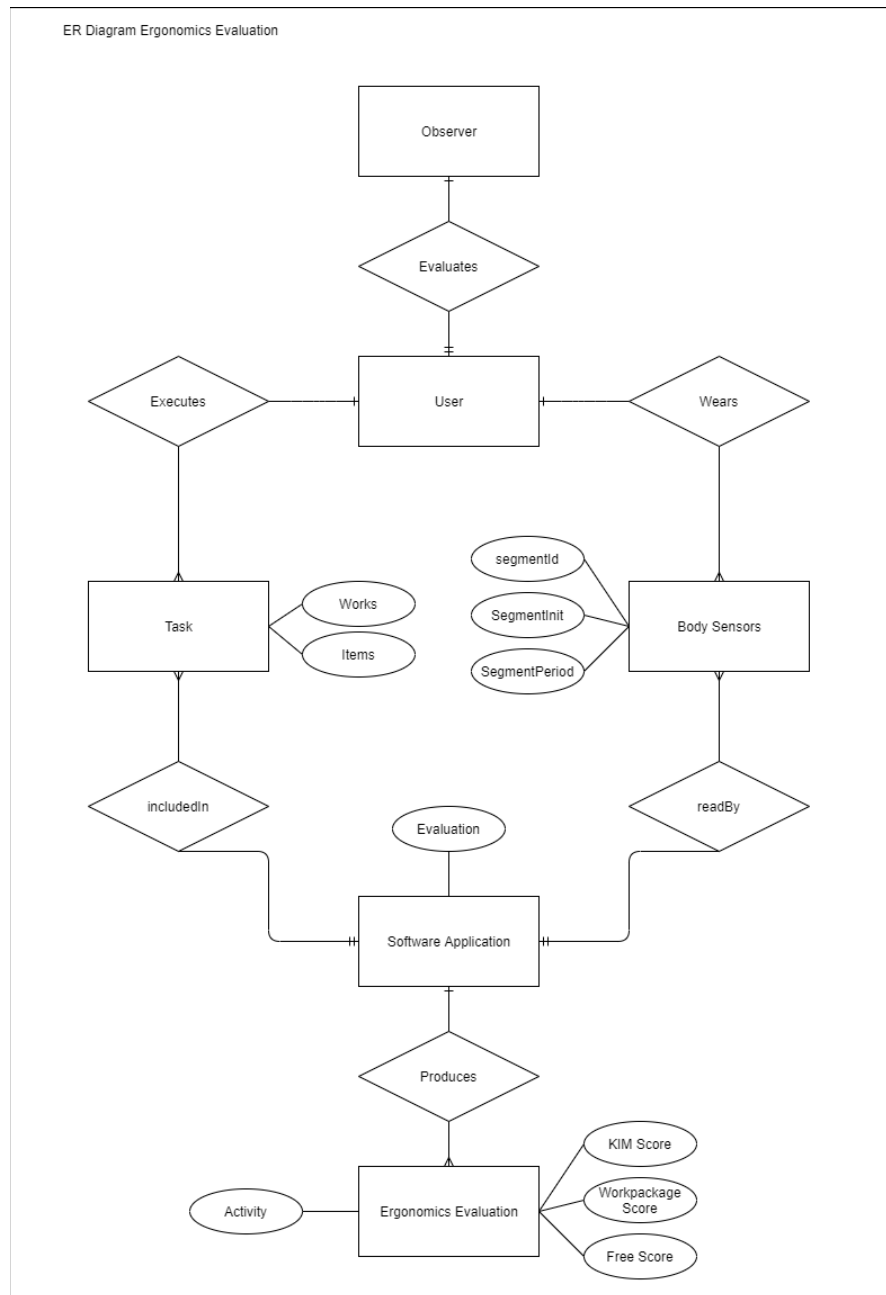 ER Diagram Ergonomics Evaluation
Observer
Evaluates
Executes
User
Wears
segmentId
Works
SegmentInit
Task
Body Sensors
Items
SegmentPeriod
includedIn
readBy
Evaluation
Software Application
Produces
KIM Score
Workpackage
Score
Activity
Ergonomics Evaluation
Free Score